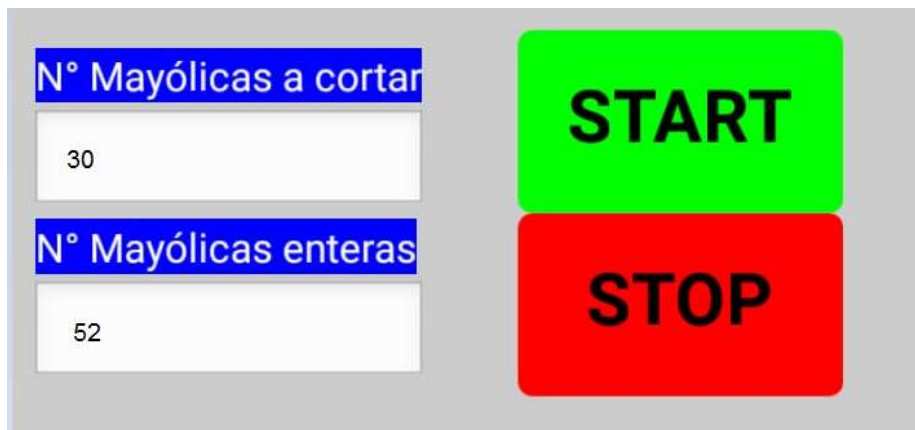 N° Mayólicas a cortar
30
N° Mayólicas enteras
52
START
STOP